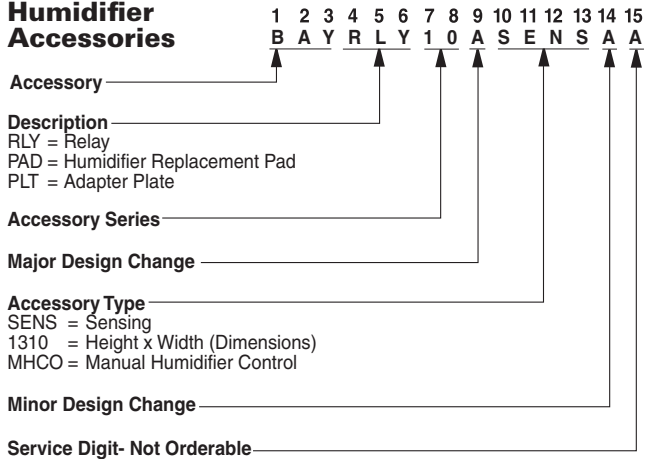 Humidifier
Accessories
1 2 3 4 5 6 7 8 9 10 11 12 13 14 15
B A Y R L Y 1 0 A S E N S A A
Accessory
Description
RLY = Relay
PAD = Humidifier Replacement Pad
PLT = Adapter Plate
Accessory Series
Major Design Change
Accessory Type
SENS = Sensing
1310 = Height x Width (Dimensions)
MHCO = Manual Humidifier Control
Minor Design Change
Service Digit- Not Orderable